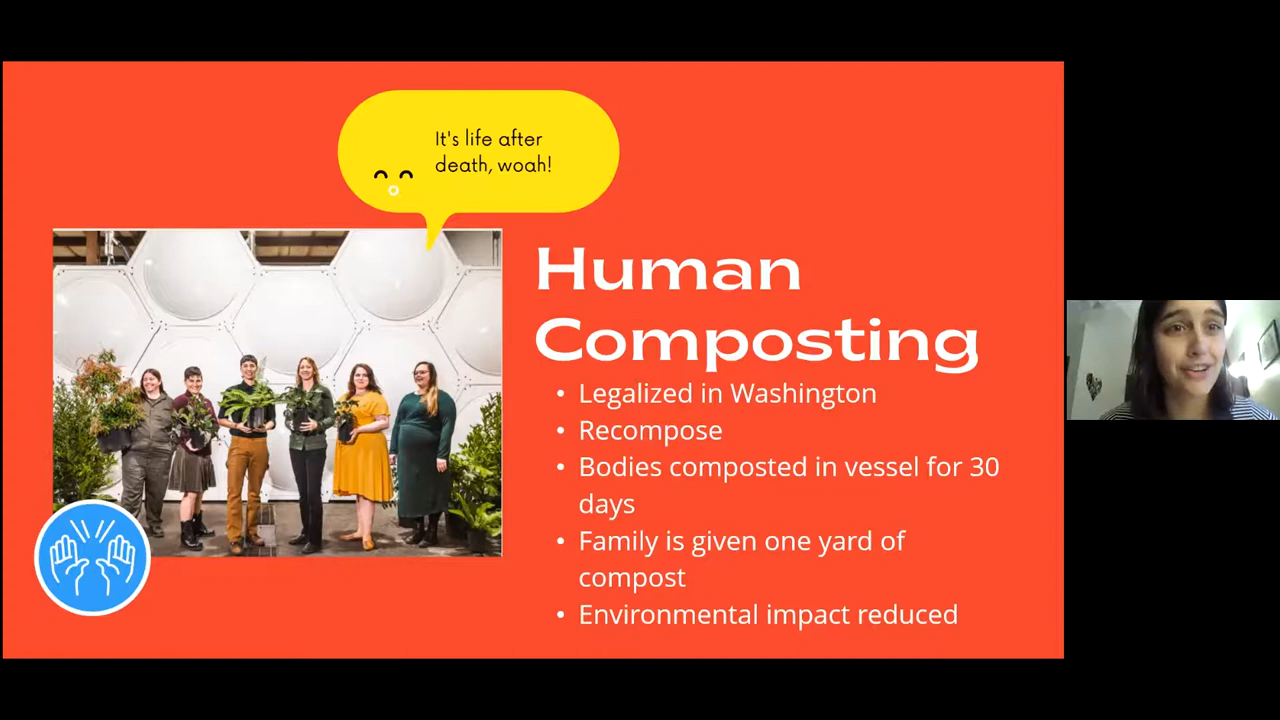 It's life after
death, woah!
Human
Composting
• Legalized in Washington
• Recompose
• Bodies composted in vessel for 30
days
• Family is given one yard of
compost
• Environmental impact reduced